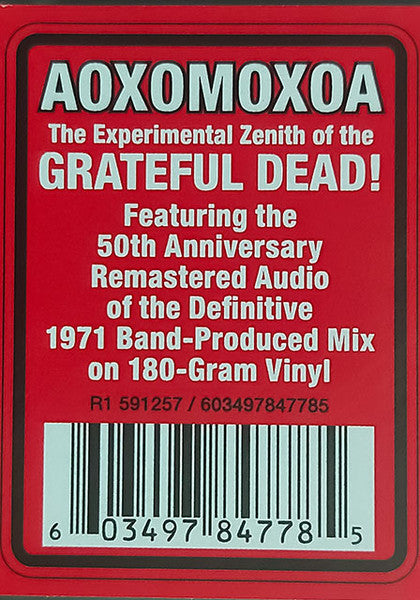 AOXOMOXOA
The Experimental Zenith of the
GRATEFUL DEAD!
Featuring the
50th Anniversary
Remastered Audio
of the Definitive
1971 Band-Produced Mix
on 180-Gram Vinyl
R1 591257 / 603497847785
6 03497 84778 5